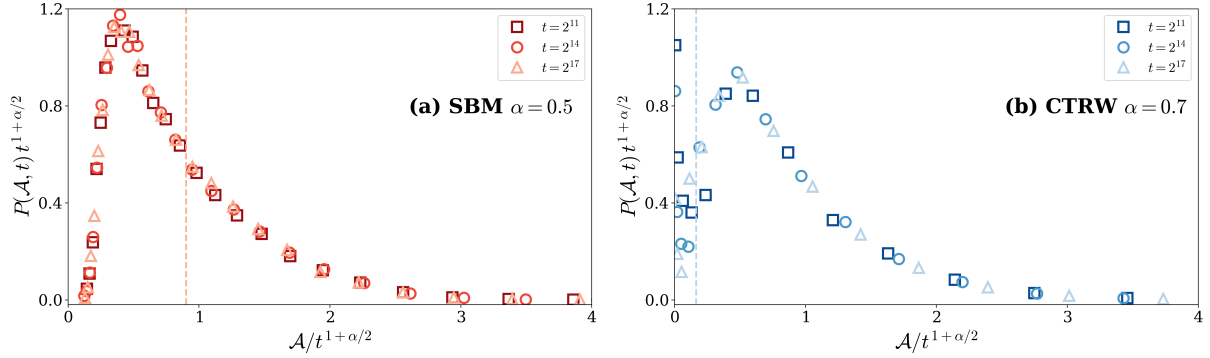 1.2
0.8
0.4
0.0
0
1
2
3
4
P(𝒜, t) t^{1+α/2}
𝒜/t^{1+α/2}
t = 2^{11}
t = 2^{14}
t = 2^{17}
(a) SBM α = 0.5
1.2
0.8
0.4
0.0
0
1
2
3
4
P(𝒜, t) t^{1+α/2}
𝒜/t^{1+α/2}
t = 2^{11}
t = 2^{14}
t = 2^{17}
(b) CTRW α = 0.7